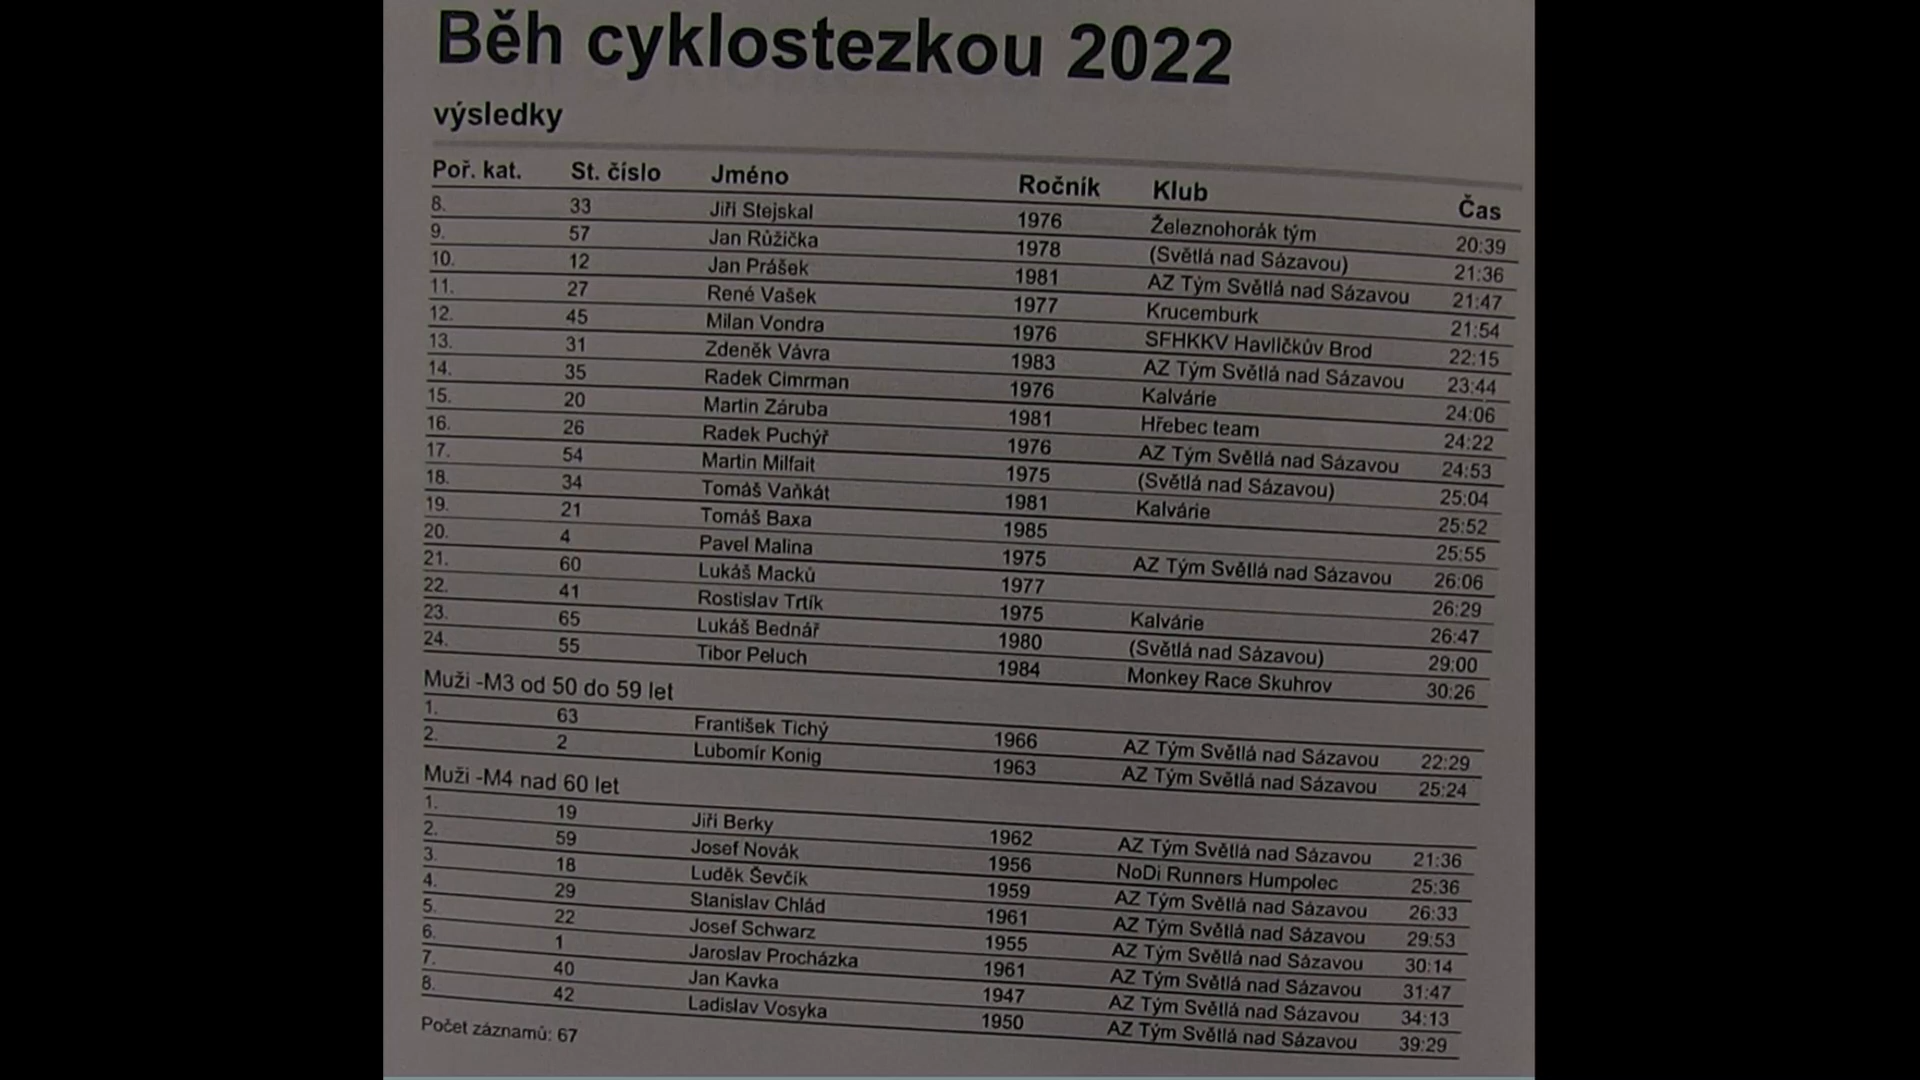 Běh cyklostezkou 2022
výsledky
Poř. kat. St. číslo Jméno Ročník Klub Čas
8. 33 Jiří Stejskal 1976 Železnohorák tým 20:39
9. 57 Jan Růžička 1978 (Světlá nad Sázavou) 21:36
10. 12 Jan Prášek 1981 AZ Tým Světlá nad Sázavou 21:47
11. 27 René Vašek 1977 Krucemburk 21:54
12. 45 Milan Vondra 1976 SFHKKV Havlíčkův Brod 22:15
13. 31 Zdeněk Vávra 1983 AZ Tým Světlá nad Sázavou 23:44
14. 35 Radek Cimrman 1976 Kalvárie 24:06
15. 20 Martin Záruba 1981 Hřebec team 24:22
16. 26 Radek Puchýř 1976 AZ Tým Světlá nad Sázavou 24:53
17. 54 Martin Milfait 1975 (Světlá nad Sázavou) 25:04
18. 34 Tomáš Vaňkát 1981 Kalvárie 25:52
19. 21 Tomáš Baxa 1985 25:55
20. 4 Pavel Malina 1975 AZ Tým Světlá nad Sázavou 26:06
21. 60 Lukáš Macků 1977 26:29
22. 41 Rostislav Trtík 1975 Kalvárie 26:47
23. 65 Lukáš Bednář 1980 (Světlá nad Sázavou) 29:00
24. 55 Tibor Peluch 1984 Monkey Race Skuhrov 30:26
Muži -M3 od 50 do 59 let
1. 63 František Tichý 1966 AZ Tým Světlá nad Sázavou 22:29
2. 2 Lubomír Konig 1963 AZ Tým Světlá nad Sázavou 25:24
Muži -M4 nad 60 let
1. 19 Jiří Berky 1962 AZ Tým Světlá nad Sázavou 21:36
2. 59 Josef Novák 1956 NoDi Runners Humpolec 25:36
3. 18 Luděk Ševčík 1959 AZ Tým Světlá nad Sázavou 26:33
4. 29 Stanislav Chlád 1961 AZ Tým Světlá nad Sázavou 29:53
5. 22 Josef Schwarz 1955 AZ Tým Světlá nad Sázavou 30:14
6. 1 Jaroslav Procházka 1961 AZ Tým Světlá nad Sázavou 31:47
7. 40 Jan Kavka 1947 AZ Tým Světlá nad Sázavou 34:13
8. 42 Ladislav Vosyka 1950 AZ Tým Světlá nad Sázavou 39:29
Počet záznamů: 67